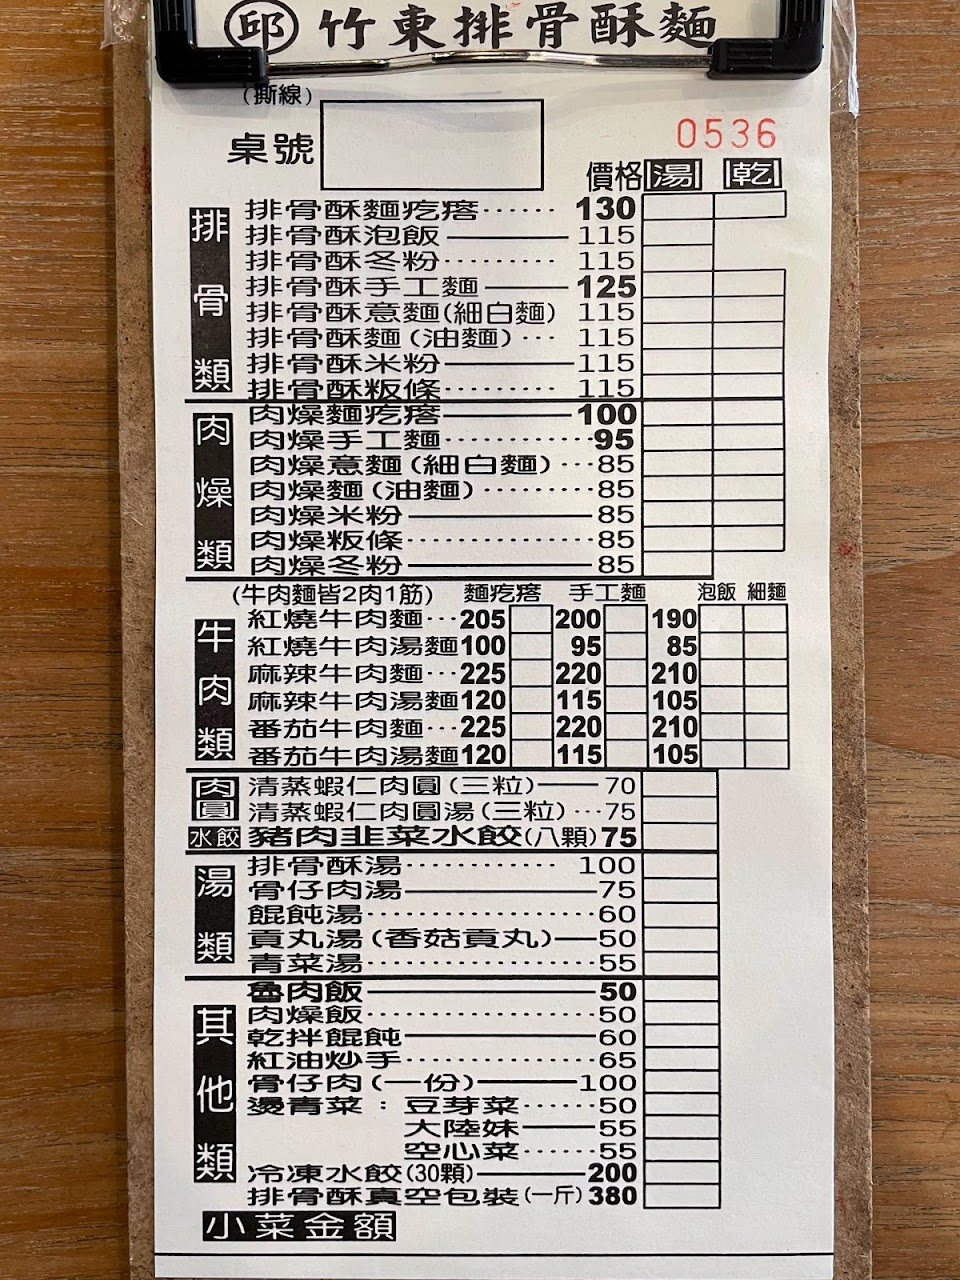 邱 竹東排骨酥麵
(撕線)
桌號
0536
價格 湯 乾
排骨類
排骨酥麵疙瘩······ 130
排骨酥泡飯—— 115
排骨酥冬粉········· 115
排骨酥手工麵—— 125
排骨酥意麵(細白麵) 115
排骨酥麵(油麵)··· 115
排骨酥米粉—— 115
排骨酥粄條········· 115
肉燥類
肉燥麵疙瘩—— 100
肉燥手工麵············ 95
肉燥意麵(細白麵)··· 85
肉燥麵(油麵)········· 85
肉燥米粉—— 85
肉燥粄條··············· 85
肉燥冬粉—— 85
牛肉類
(牛肉麵皆2肉1筋) 麵疙瘩 手工麵 泡飯 細麵
紅燒牛肉麵··· 205 200 190
紅燒牛肉湯麵 100 95 85
麻辣牛肉麵··· 225 220 210
麻辣牛肉湯麵 120 115 105
番茄牛肉麵··· 225 220 210
番茄牛肉湯麵 120 115 105
肉圓
清蒸蝦仁肉圓(三粒)—— 70
清蒸蝦仁肉圓湯(三粒)··· 75
水餃 豬肉韭菜水餃(八顆) 75
湯類
排骨酥湯············ 100
骨仔肉湯—— 75
餛飩湯·················· 60
貢丸湯(香菇貢丸)—— 50
青菜湯·················· 55
其他類
魯肉飯—— 50
肉燥飯·················· 50
乾拌餛飩—— 60
紅油炒手··············· 65
骨仔肉(一份)—— 100
燙青菜：豆芽菜······ 50
大陸妹—— 55
空心菜······ 55
冷凍水餃(30顆)—— 200
排骨酥真空包裝(一斤) 380
小菜金額